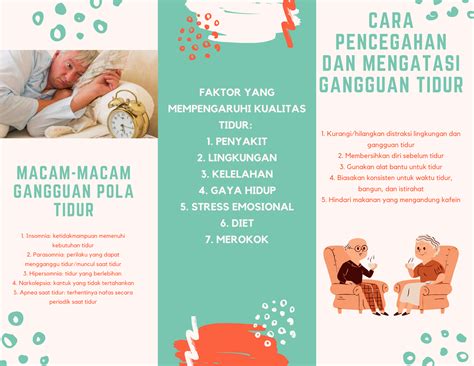 MACAM-MACAM
GANGGUAN POLA
TIDUR
1. Insomnia: ketidakmampuan memenuhi
kebutuhan tidur
2. Parasomnia: perilaku yang dapat
mengganggu tidur/muncul saat tidur
3. Hipersomnia: tidur yang berlebihan
4. Narkolepsia: kantuk yang tidak tertahankan
5. Apnea saat tidur: terhentinya nafas secara
periodik saat tidur
FAKTOR YANG
MEMPENGARUHI KUALITAS
TIDUR:
1. PENYAKIT
2. LINGKUNGAN
3. KELELAHAN
4. GAYA HIDUP
5. STRESS EMOSIONAL
6. DIET
7. MEROKOK
CARA
PENCEGAHAN
DAN MENGATASI
GANGGUAN TIDUR
1. Kurangi/hilangkan distraksi lingkungan dan
gangguan tidur
2. Membersihkan diri sebelum tidur
3. Gunakan alat bantu untuk tidur
4. Biasakan konsisten untuk waktu tidur,
bangun, dan istirahat
5. Hindari makanan yang mengandung kafein